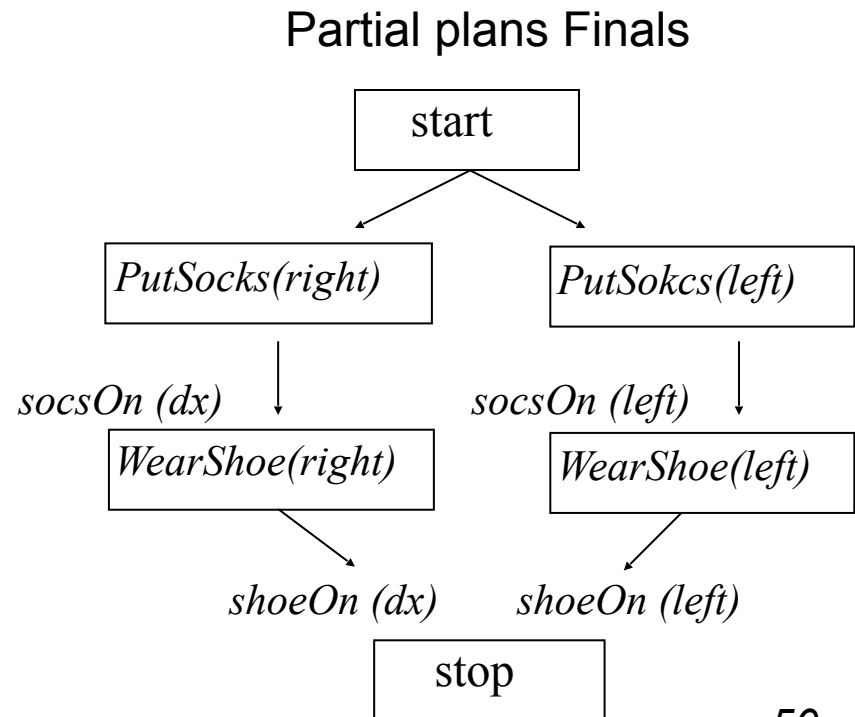 Partial plans Finals
start
PutSocks(right)
PutSokcs(left)
socsOn (dx)
socsOn (left)
WearShoe(right)
WearShoe(left)
shoeOn (dx)
shoeOn (left)
stop